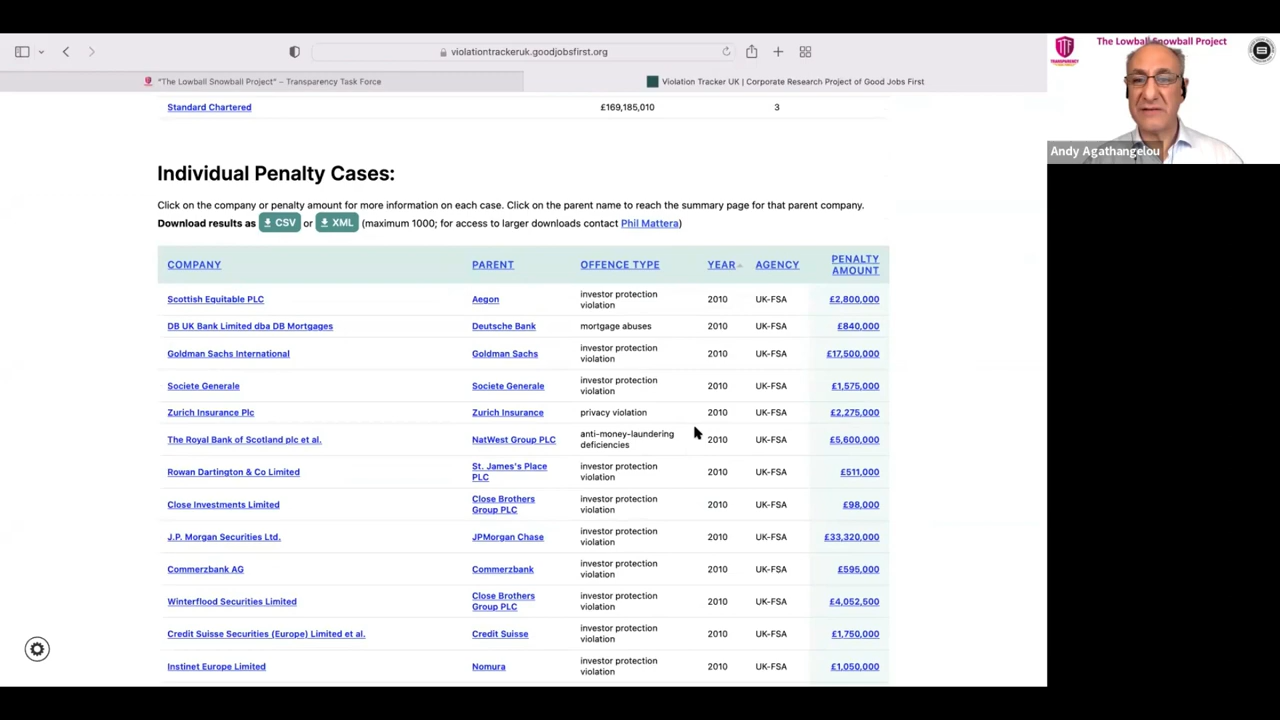 violationtrackeruk.goodjobsfirst.org
"The Lowball Snowball Project" – Transparency Task Force
Violation Tracker UK | Corporate Research Project of Good Jobs First
The Lowball Snowball Project
TTF
TRANSPARENCY
Andy Agathangelou
Standard Chartered £169,185,010 3
Individual Penalty Cases:
Click on the company or penalty amount for more information on each case. Click on the parent name to reach the summary page for that parent company.
Download results as CSV or XML (maximum 1000; for access to larger downloads contact Phil Mattera)
COMPANY PARENT OFFENCE TYPE YEAR AGENCY PENALTY
AMOUNT
Scottish Equitable PLC Aegon investor protection
violation 2010 UK-FSA £2,800,000
DB UK Bank Limited dba DB Mortgages Deutsche Bank mortgage abuses 2010 UK-FSA £840,000
Goldman Sachs International Goldman Sachs investor protection
violation 2010 UK-FSA £17,500,000
Societe Generale Societe Generale investor protection
violation 2010 UK-FSA £1,575,000
Zurich Insurance Plc Zurich Insurance privacy violation 2010 UK-FSA £2,275,000
The Royal Bank of Scotland plc et al. NatWest Group PLC anti-money-laundering
deficiencies 2010 UK-FSA £5,600,000
Rowan Dartington & Co Limited St. James's Place
PLC investor protection
violation 2010 UK-FSA £511,000
Close Investments Limited Close Brothers
Group PLC investor protection
violation 2010 UK-FSA £98,000
J.P. Morgan Securities Ltd. JPMorgan Chase investor protection
violation 2010 UK-FSA £33,320,000
Commerzbank AG Commerzbank investor protection
violation 2010 UK-FSA £595,000
Winterflood Securities Limited Close Brothers
Group PLC investor protection
violation 2010 UK-FSA £4,052,500
Credit Suisse Securities (Europe) Limited et al. Credit Suisse investor protection
violation 2010 UK-FSA £1,750,000
Instinet Europe Limited Nomura investor protection
violation 2010 UK-FSA £1,050,000